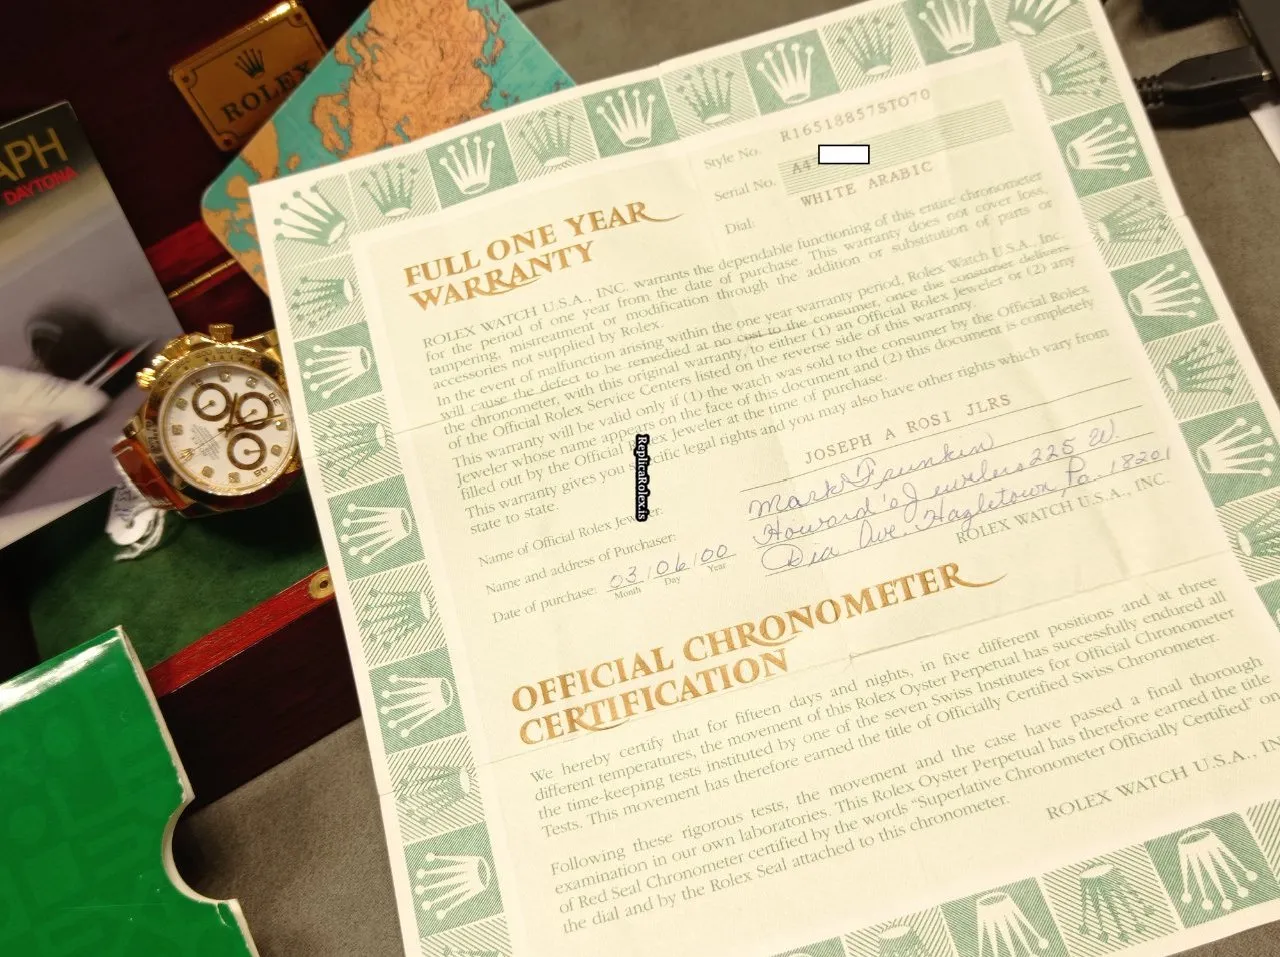 ROLEX
APH
DAYTONA
Style No. R16518857ST070
Serial No. A4
Dial: WHITE ARABIC
FULL ONE YEAR
WARRANTY
ROLEX WATCH U.S.A., INC. warrants the dependable functioning of this entire chronometer
for the period of one year from the date of purchase. This warranty does not cover loss,
tampering, mistreatment or modification through the addition or substitution of parts or
accessories not supplied by Rolex.
In the event of malfunction arising within the one year warranty period, Rolex Watch U.S.A., Inc.
will cause the defect to be remedied at no cost to the consumer, once the consumer delivers
the chronometer, with this original warranty, to either (1) an Official Rolex Jeweler or (2) any
of the Official Rolex Service Centers listed on the reverse side of this warranty.
This warranty will be valid only if (1) the watch was sold to the consumer by the Official Rolex
Jeweler whose name appears on the face of this document and (2) this document is completely
filled out by the Official Rolex Jeweler at the time of purchase.
This warranty gives you specific legal rights and you may also have other rights which vary from
state to state.
Name of Official Rolex Jeweler: JOSEPH A ROSI JLRS
Name and address of Purchaser: Mark Frunkin
Howard's Jewelers 225 W.
Dia Ave. Hazletown Pa. 18201
Date of purchase: 03/06/00
Month Day Year
ROLEX WATCH U.S.A., INC.
ReplicaRolex.is
OFFICIAL CHRONOMETER
CERTIFICATION
We hereby certify that for fifteen days and nights, in five different positions and at three
different temperatures, the movement of this Rolex Oyster Perpetual has successfully endured all
the time-keeping tests instituted by one of the seven Swiss Institutes for Official Chronometer
Tests. This movement has therefore earned the title of Officially Certified Swiss Chronometer.
Following these rigorous tests, the movement and the case have passed a final thorough
examination in our own laboratories. This Rolex Oyster Perpetual has therefore earned the title
of Red Seal Chronometer certified by the words "Superlative Chronometer Officially Certified" on
the dial and by the Rolex Seal attached to this chronometer.
ROLEX WATCH U.S.A., IN